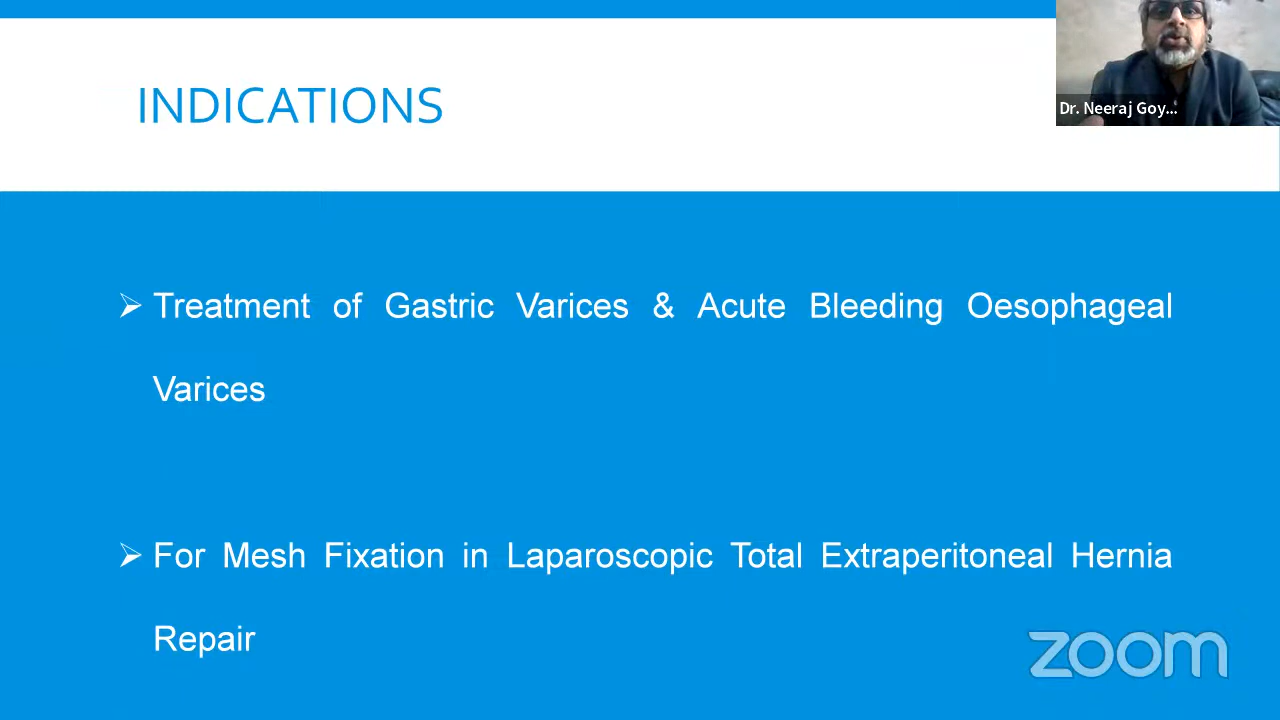 INDICATIONS
Dr. Neeraj Goy...
➢ Treatment of Gastric Varices & Acute Bleeding Oesophageal
Varices
➢ For Mesh Fixation in Laparoscopic Total Extraperitoneal Hernia
Repair
zoom